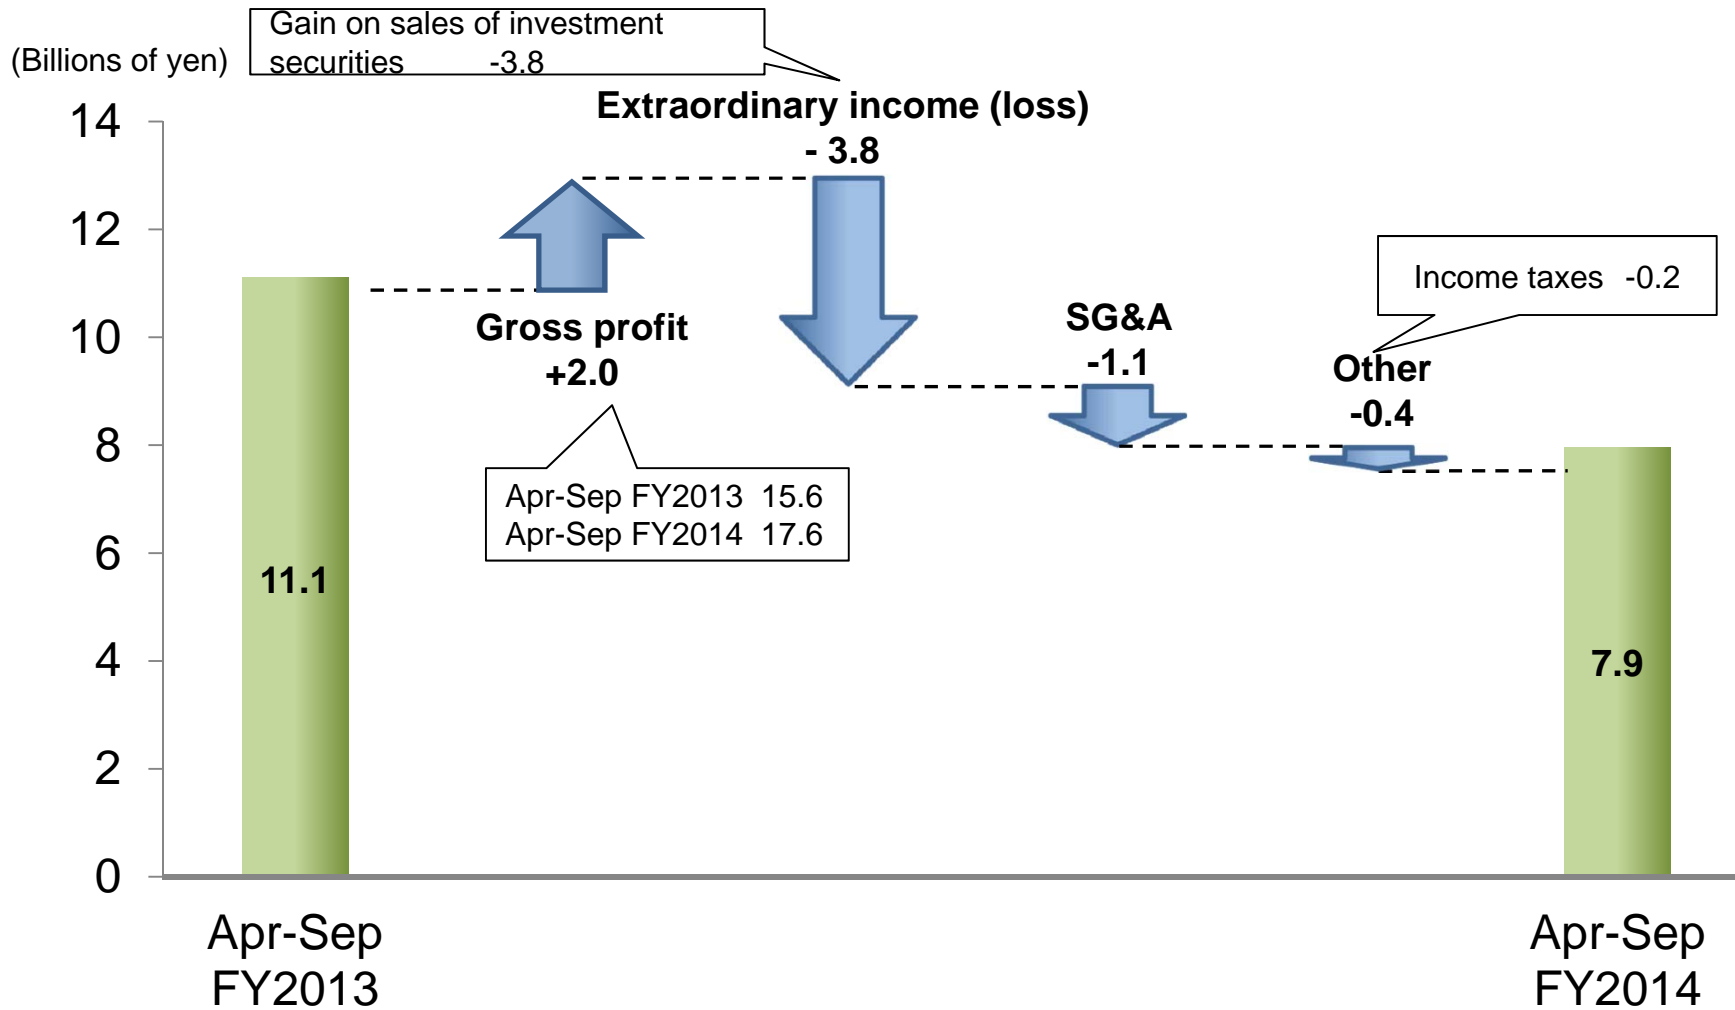 Gain on sales of investment
securities -3.8
(Billions of yen)
Extraordinary income (loss)
- 3.8
14
12
10
8
6
4
2
0
Gross profit
+2.0
Apr-Sep FY2013 15.6
Apr-Sep FY2014 17.6
SG&A
-1.1
Income taxes -0.2
Other
-0.4
11.1
7.9
Apr-Sep
FY2013
Apr-Sep
FY2014